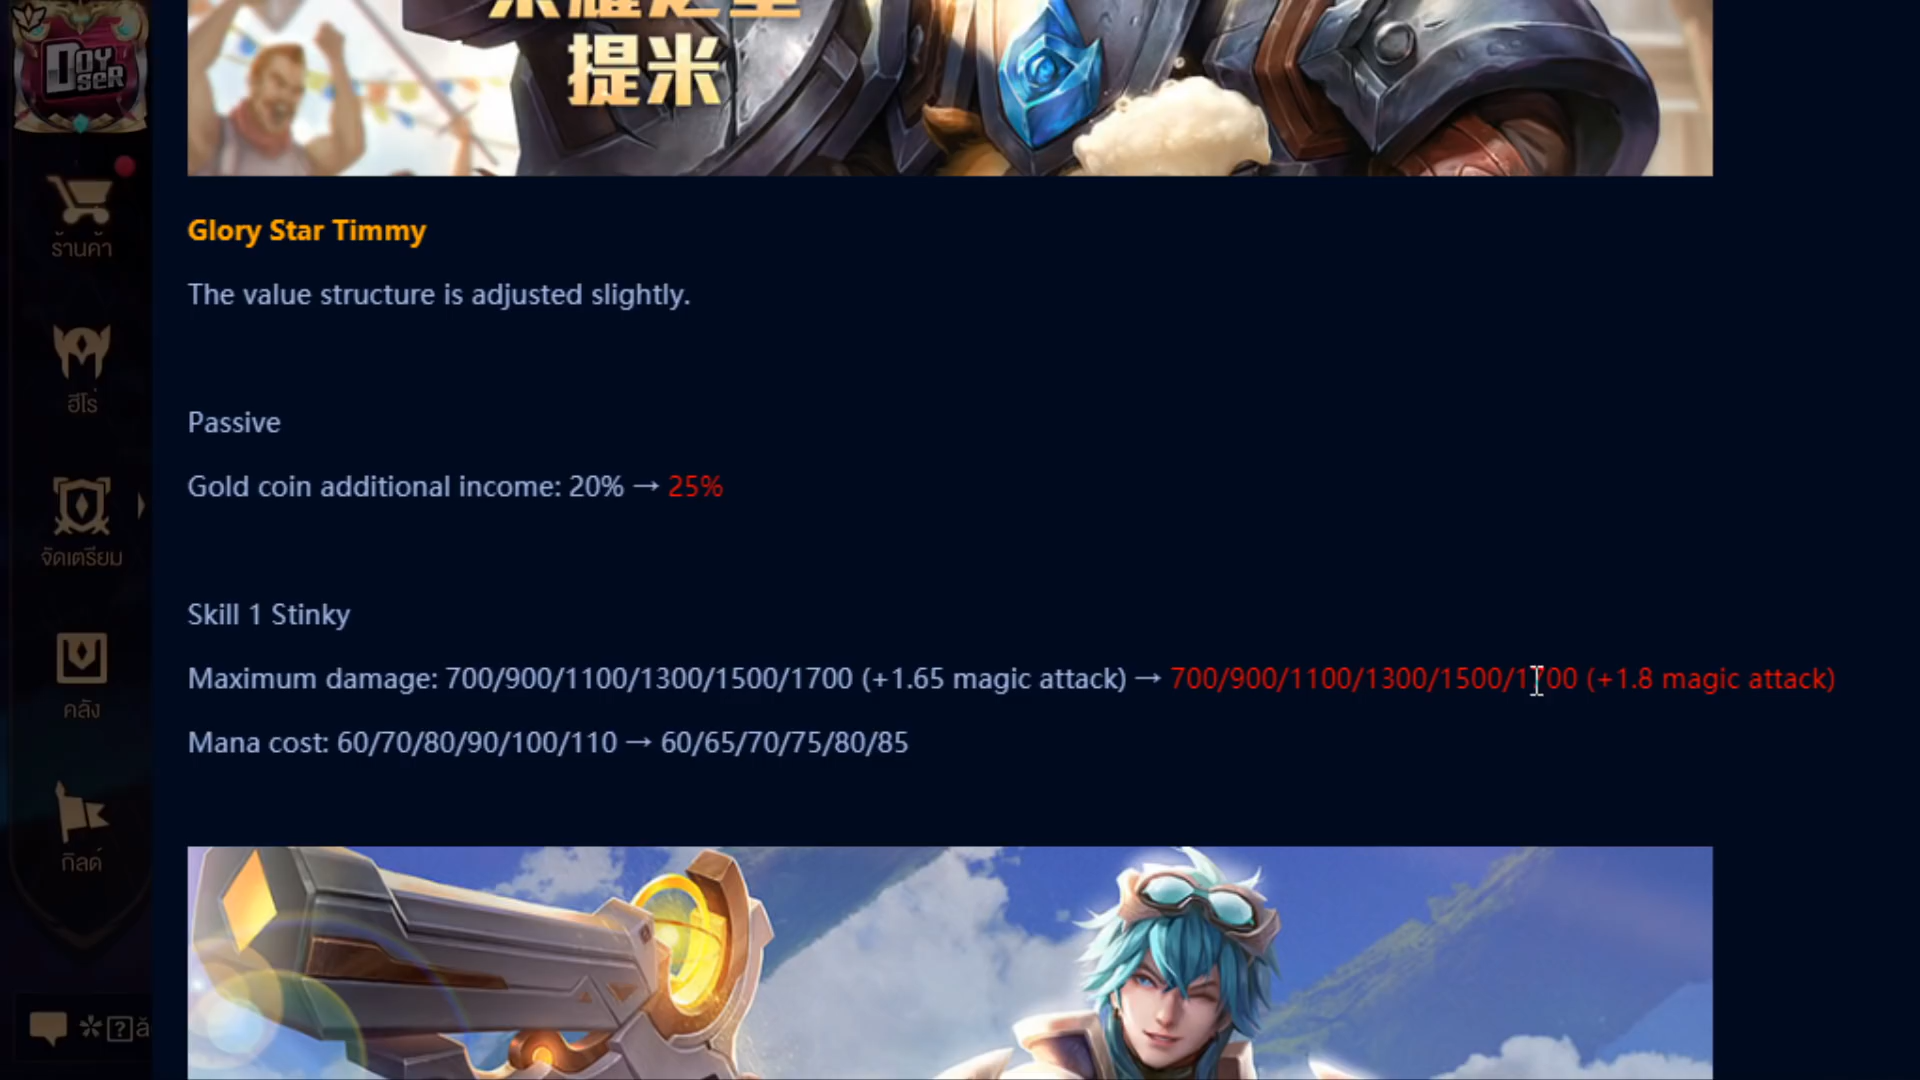 提米
DOY
SER
ร้านค้า
ฮีโร่
จัดเตรียม
คลัง
กิลด์
Glory Star Timmy
The value structure is adjusted slightly.
Passive
Gold coin additional income: 20% → 25%
Skill 1 Stinky
Maximum damage: 700/900/1100/1300/1500/1700 (+1.65 magic attack) → 700/900/1100/1300/1500/1700 (+1.8 magic attack)
Mana cost: 60/70/80/90/100/110 → 60/65/70/75/80/85